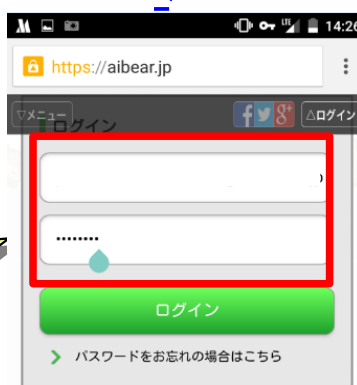 14:26
https://aibear.jp
▽メニュー
△ログイン
ログイン
••••••••
ログイン
パスワードをお忘れの場合はこちら